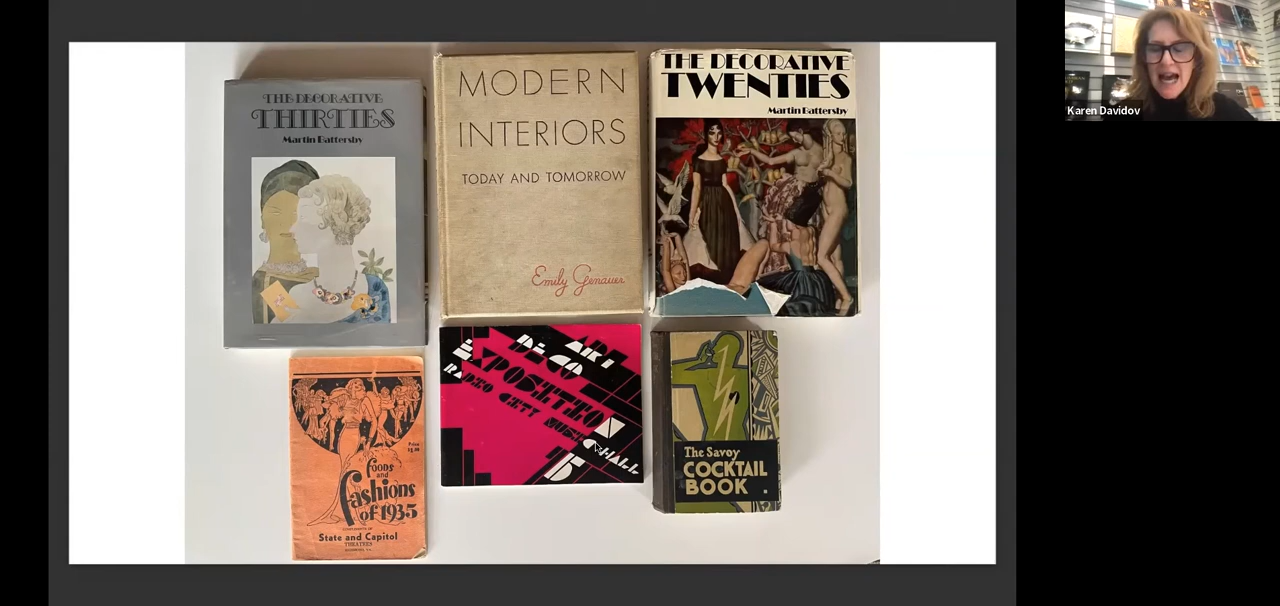 THE DECORATIVE
THIRTIES
Martin Battersby
MODERN
INTERIORS
TODAY AND TOMORROW
Emily Genauer
THE DECORATIVE
TWENTIES
Martin Battersby
Foods
and
fashions
of 1935
State and Capitol
THEATRES
ART
DECO
EXPOSITION
RADIO CITY MUSIC HALL
5
The Savoy
COCKTAIL
BOOK
Karen Davidov